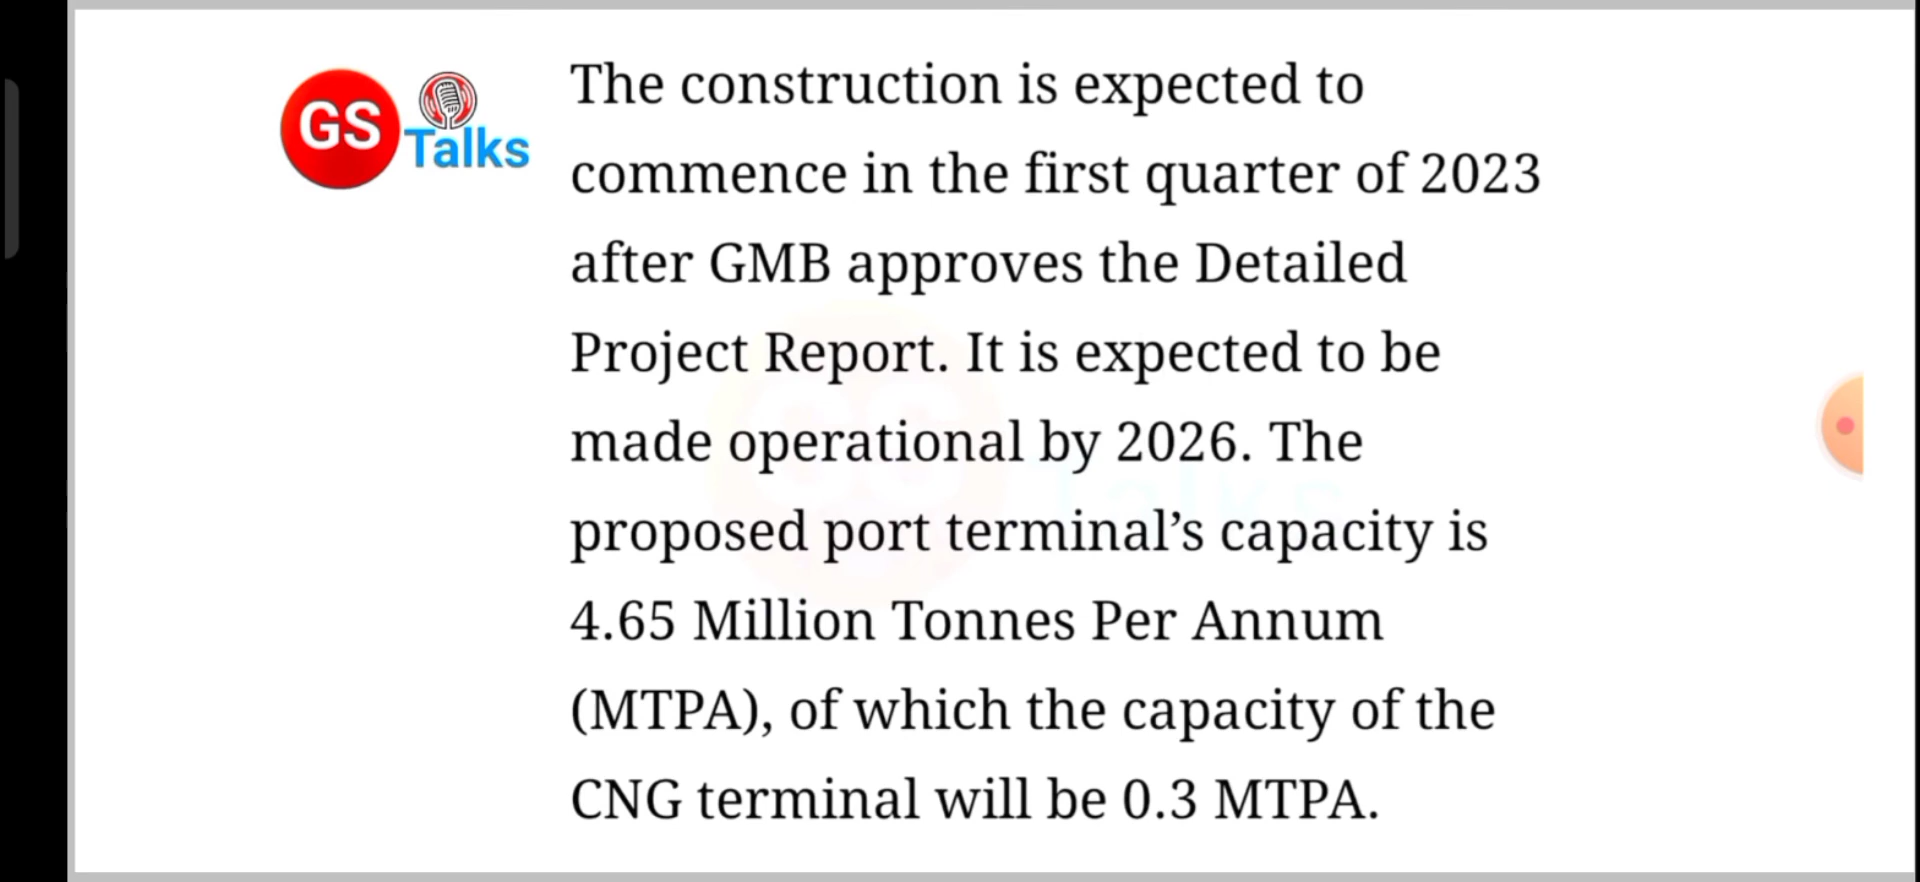 GS
Talks
The construction is expected to
commence in the first quarter of 2023
after GMB approves the Detailed
Project Report. It is expected to be
made operational by 2026. The
proposed port terminal’s capacity is
4.65 Million Tonnes Per Annum
(MTPA), of which the capacity of the
CNG terminal will be 0.3 MTPA.